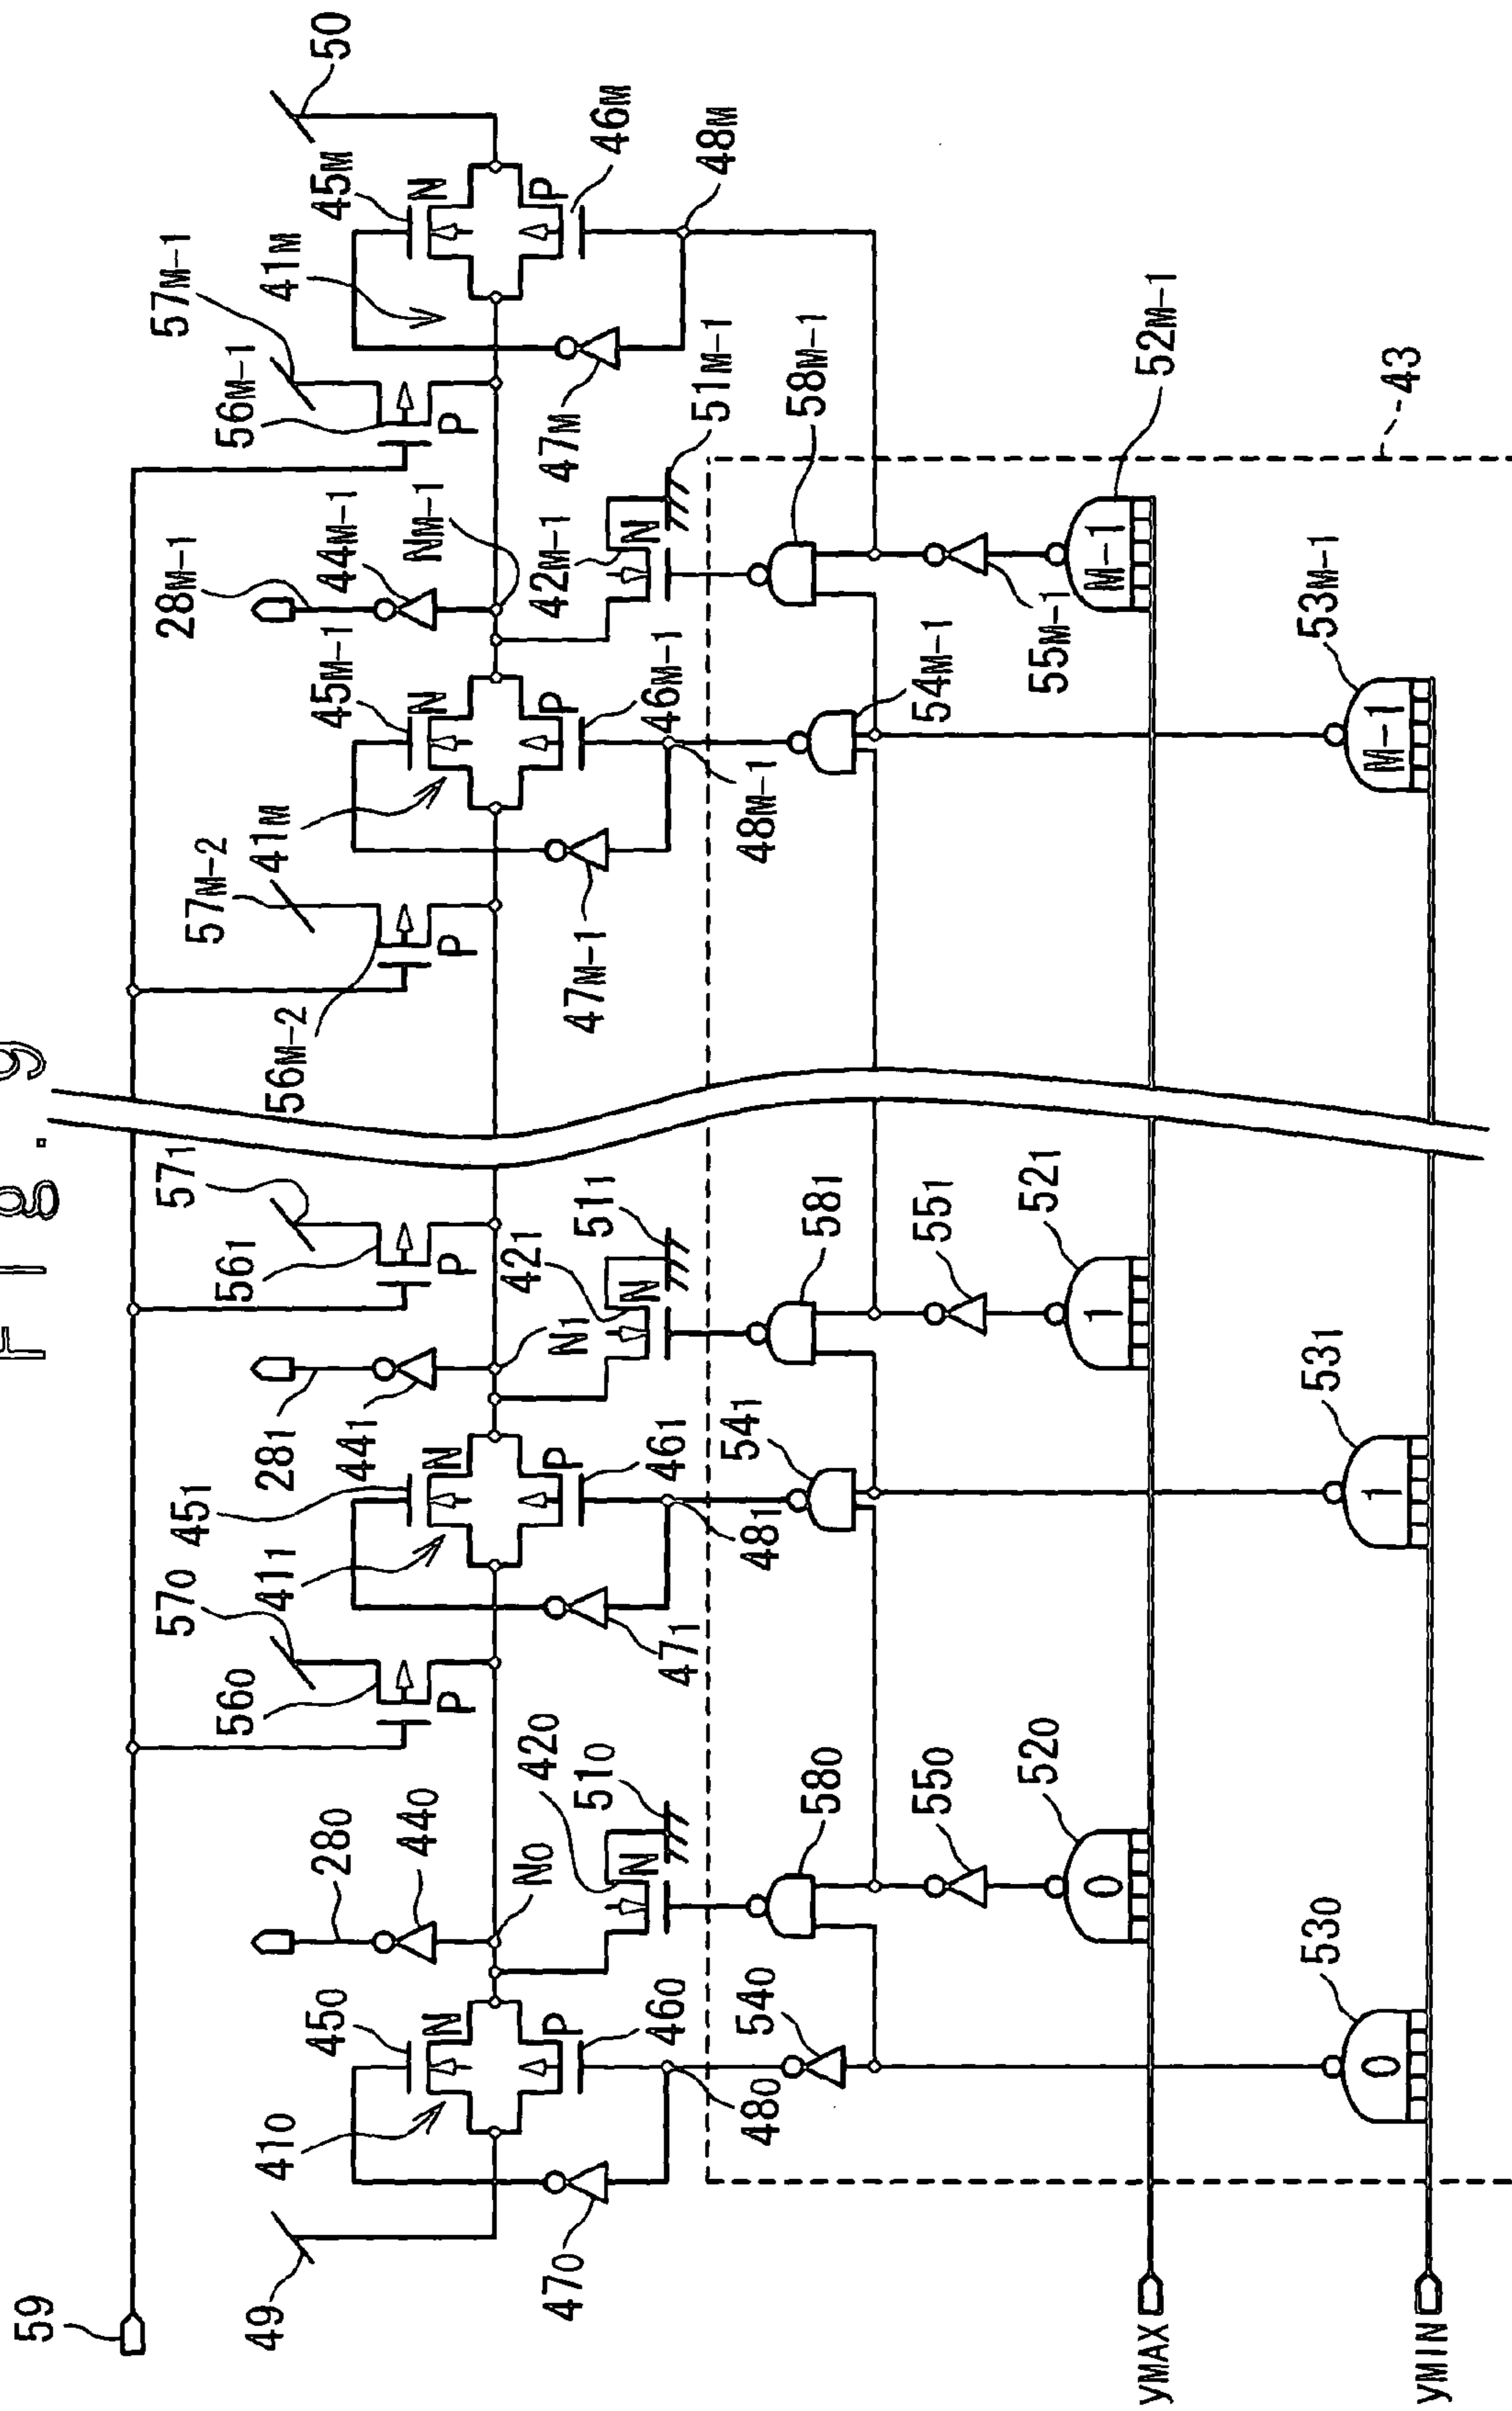 Fig. 9
59
49
57₀
57₁
57M-2
57M-1
50
56₀
56₁
56M-2
56M-1
41₀
28₀
41₁
28₁
41M
28M-1
41M
45₀
44₀
45₁
44₁
45M-1
44M-1
45M
N
P
N
P
P
N
P
P
N
47₀
P
N₀
42₀
P
N₁
42₁
47M-1
P
NM-1
42M-1
47M
P
46M
46₀
N
51₀
47₁
46₁
N
51₁
46M-1
N
51M-1
48M
48₀
54₀
58₀
48₁
54₁
58₁
48M-1
54M-1
58M-1
55₀
55₁
55M-1
0
52₀
1
52₁
M-1
52M-1
yMAX
0
53₀
1
53₁
M-1
53M-1
43
yMIN